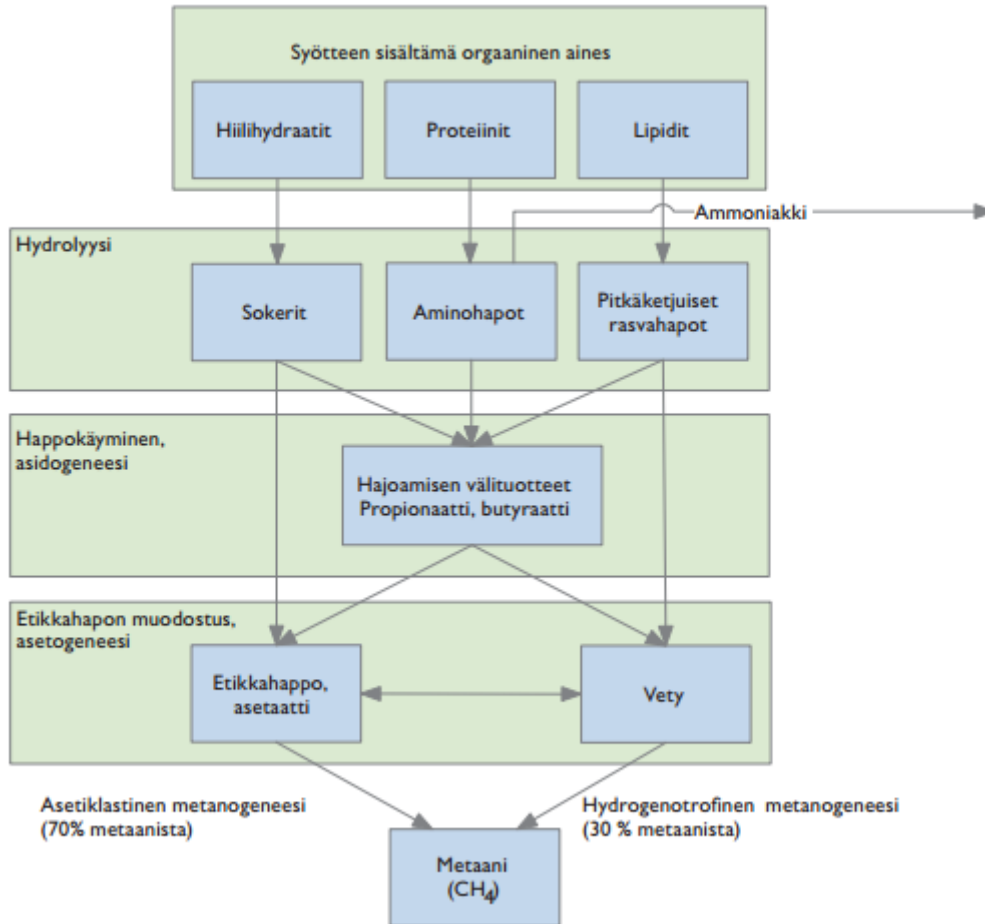 Syötteen sisältämä orgaaninen aines
Hiilihydraatit
Proteiinit
Lipidit
Ammoniakki
Hydrolyysi
Sokerit
Aminohapot
Pitkäketjuiset
rasvahapot
Happokäyminen,
asidogeneesi
Hajoamisen välituotteet
Propionaatti, butyraatti
Etikkahapon muodostus,
asetogeneesi
Etikkahappo,
asetaatti
Vety
Asetiklastinen metanogeneesi
(70% metaanista)
Hydrogenotrofinen metanogeneesi
(30 % metaanista)
Metaani
(CH4)